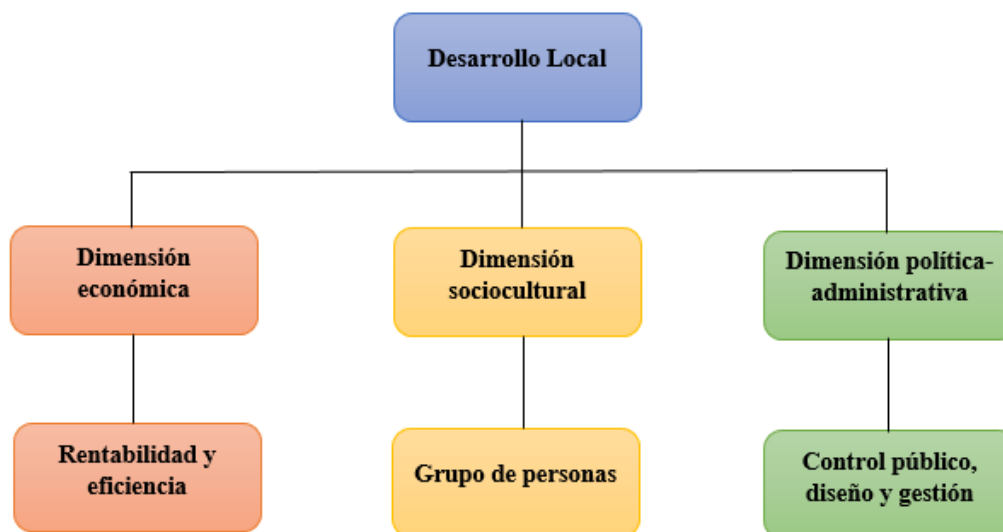 Desarrollo Local
Dimensión
económica
Dimensión
sociocultural
Dimensión política-
administrativa
Rentabilidad y
eficiencia
Grupo de personas
Control público,
diseño y gestión